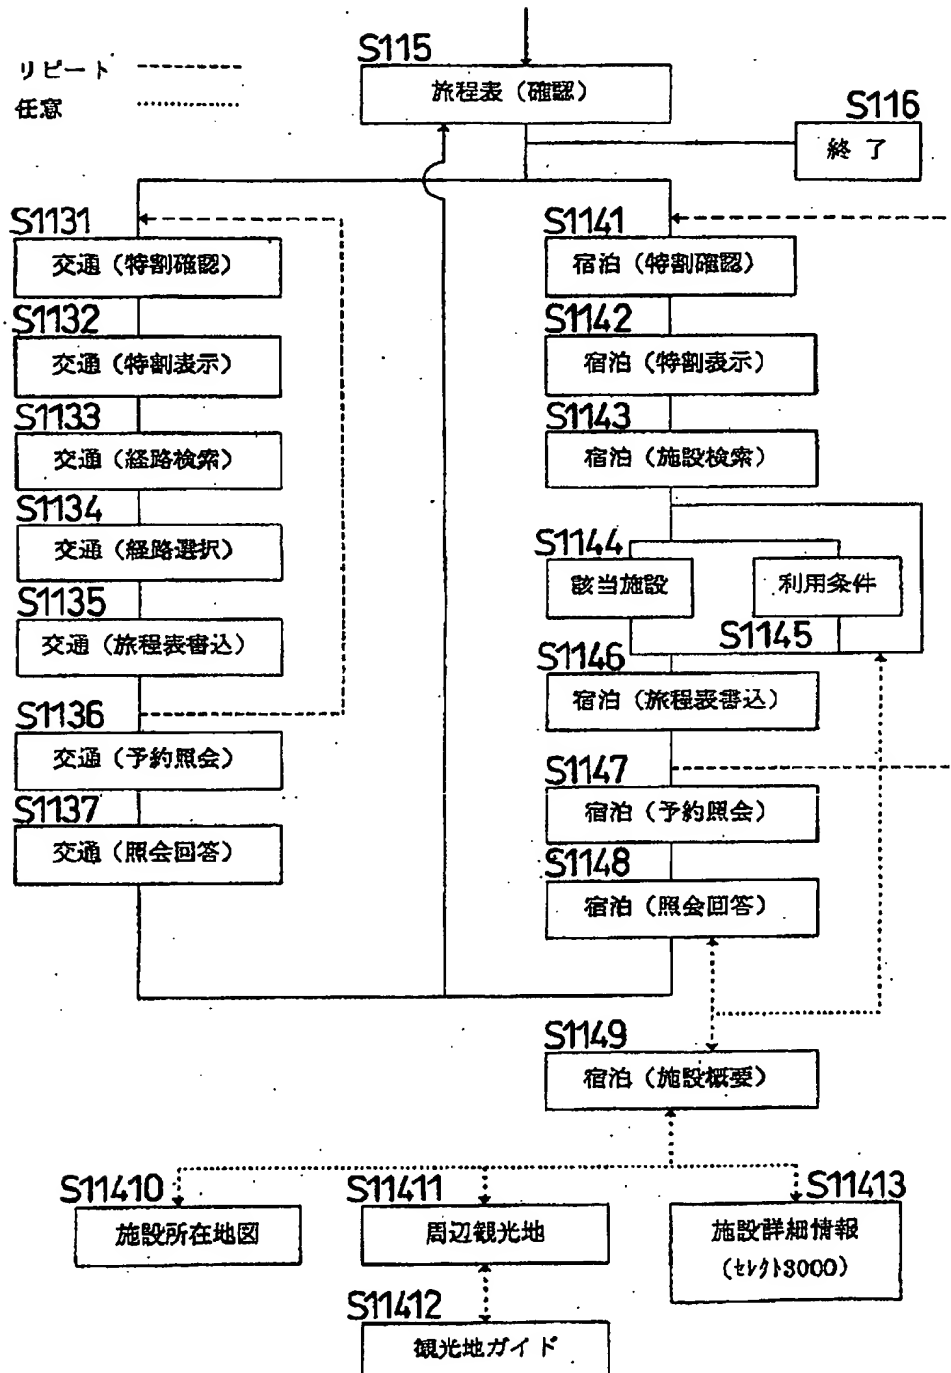 リピート
任意
S115
旅程表（確認）
S116
終了
S1131
交通（特割確認）
S1132
交通（特割表示）
S1133
交通（経路検索）
S1134
交通（経路選択）
S1135
交通（旅程表書込）
S1136
交通（予約照会）
S1137
交通（照会回答）
S1141
宿泊（特割確認）
S1142
宿泊（特割表示）
S1143
宿泊（施設検索）
S1144
該当施設
利用条件
S1145
S1146
宿泊（旅程表書込）
S1147
宿泊（予約照会）
S1148
宿泊（照会回答）
S1149
宿泊（施設概要）
S11410
施設所在地図
S11411
周辺観光地
S11412
観光地ガイド
S11413
施設詳細情報
（ｾﾚｸﾄ3000）